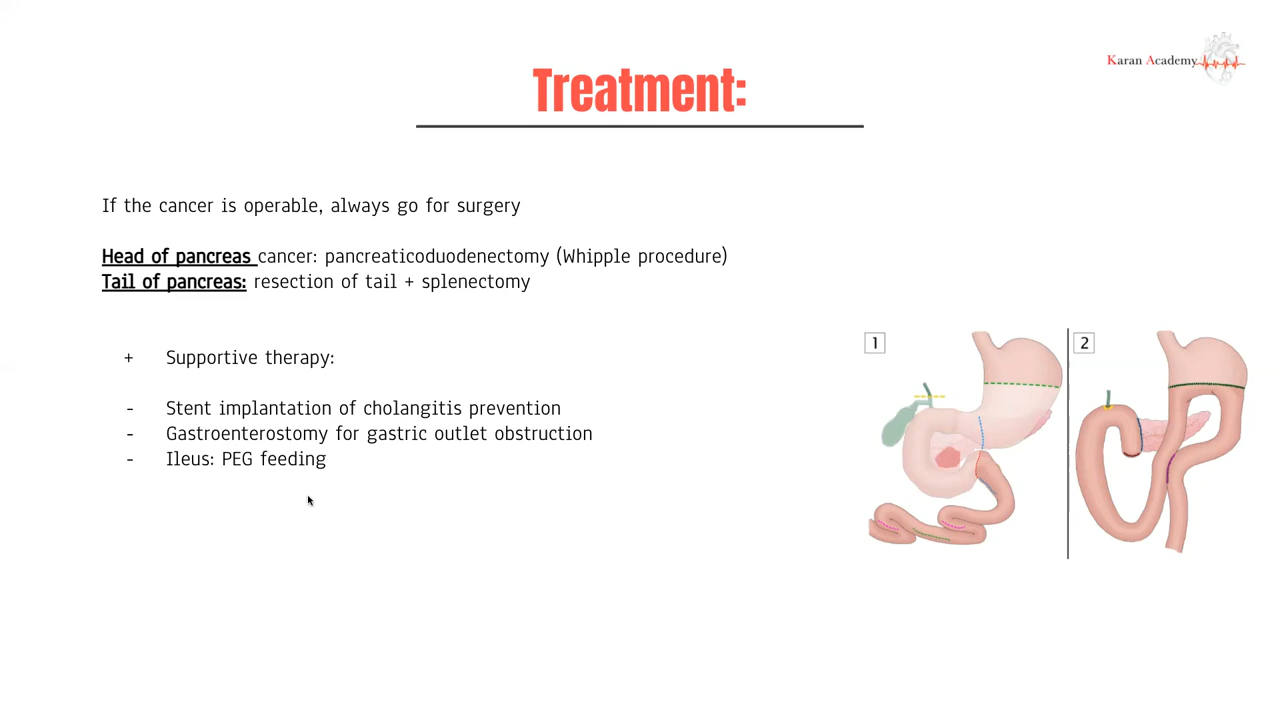 Karan Academy
Treatment:
If the cancer is operable, always go for surgery
Head of pancreas cancer: pancreaticoduodenectomy (Whipple procedure)
Tail of pancreas: resection of tail + splenectomy
+ Supportive therapy:
- Stent implantation of cholangitis prevention
- Gastroenterostomy for gastric outlet obstruction
- Ileus: PEG feeding
1
2